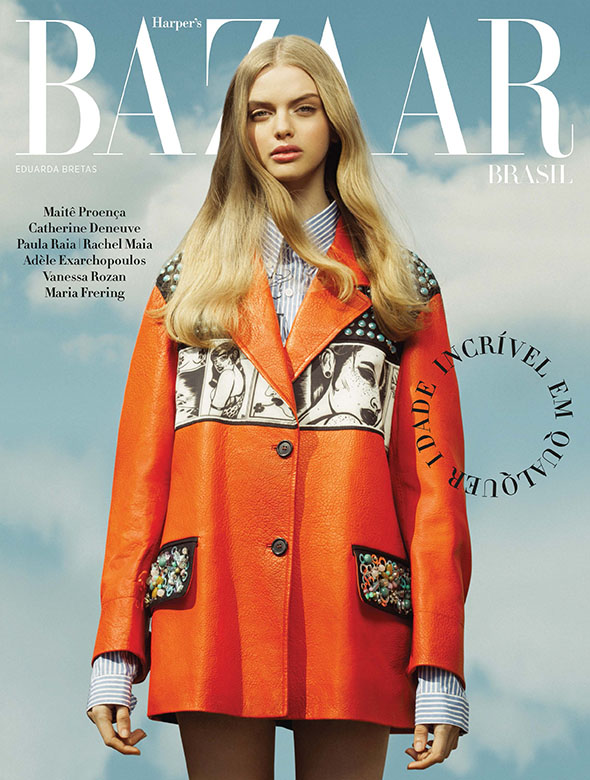 Harper's
BAZAAR
BRASIL
EDUARDA BRETAS
Maitê Proença
Catherine Deneuve
Paula Raia | Rachel Maia
Adèle Exarchopoulos
Vanessa Rozan
Maria Frering
INCRÍVEL EM QUALQUER IDADE